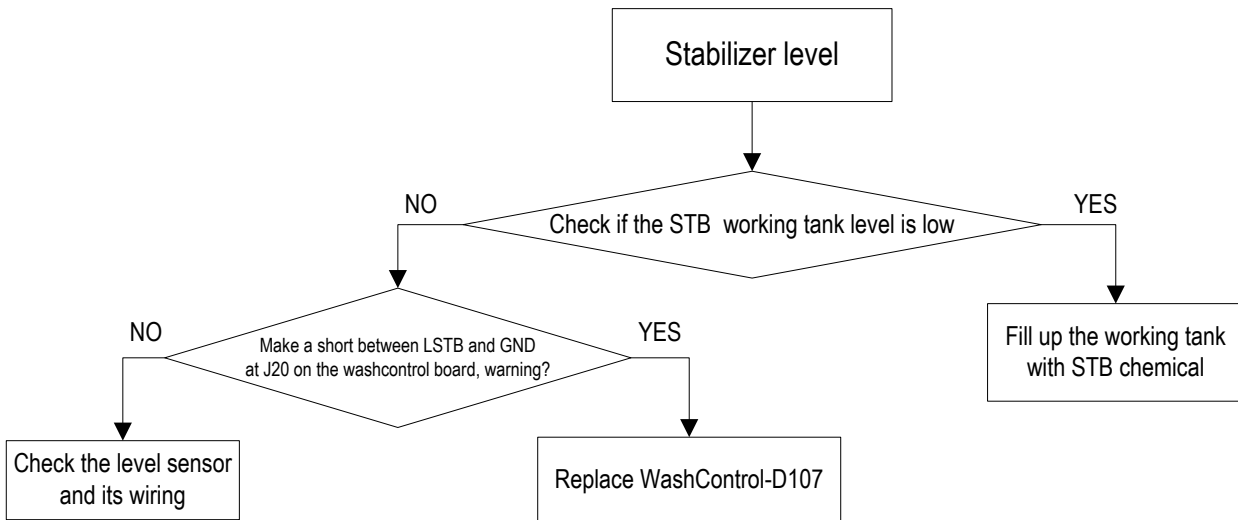 Stabilizer level
NO
YES
Check if the STB working tank level is low
NO
YES
Make a short between LSTB and GND
at J20 on the washcontrol board, warning?
Fill up the working tank
with STB chemical
Check the level sensor
and its wiring
Replace WashControl-D107